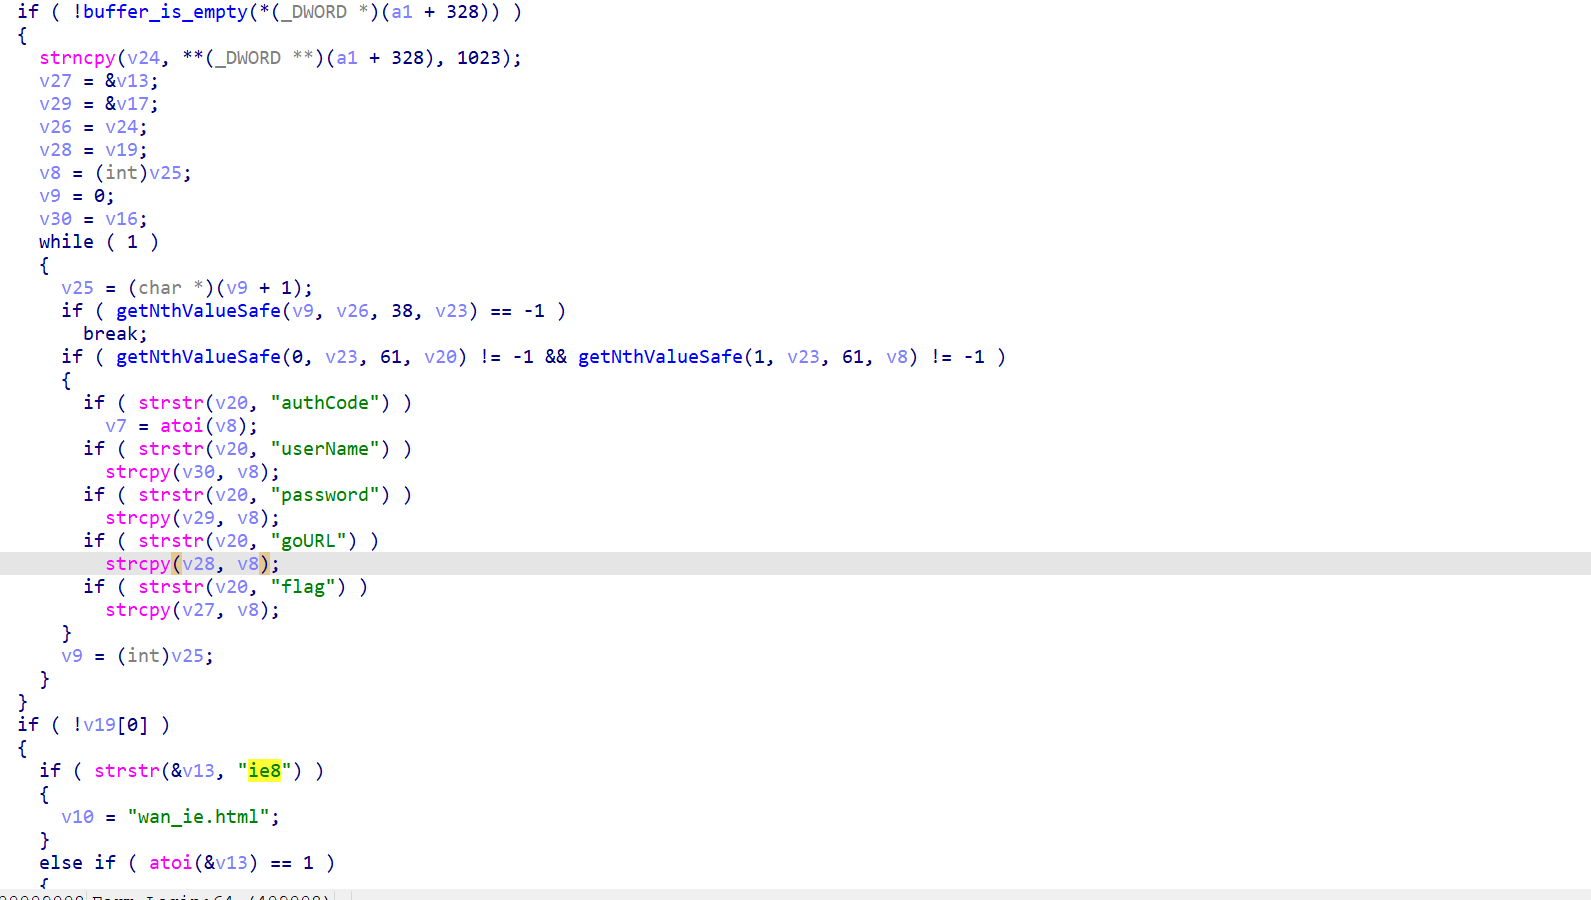 if ( !buffer_is_empty(*(_DWORD *)(a1 + 328)) )
{
strncpy(v24, **(_DWORD **)(a1 + 328), 1023);
v27 = &v13;
v29 = &v17;
v26 = v24;
v28 = v19;
v8 = (int)v25;
v9 = 0;
v30 = v16;
while ( 1 )
{
v25 = (char *)(v9 + 1);
if ( getNthValueSafe(v9, v26, 38, v23) == -1 )
break;
if ( getNthValueSafe(0, v23, 61, v20) != -1 && getNthValueSafe(1, v23, 61, v8) != -1 )
{
if ( strstr(v20, "authCode") )
v7 = atoi(v8);
if ( strstr(v20, "userName") )
strcpy(v30, v8);
if ( strstr(v20, "password") )
strcpy(v29, v8);
if ( strstr(v20, "goURL") )
strcpy(v28, v8);
if ( strstr(v20, "flag") )
strcpy(v27, v8);
}
v9 = (int)v25;
}
}
if ( !v19[0] )
{
if ( strstr(&v13, "ie8") )
{
v10 = "wan_ie.html";
}
else if ( atoi(&v13) == 1 )
{